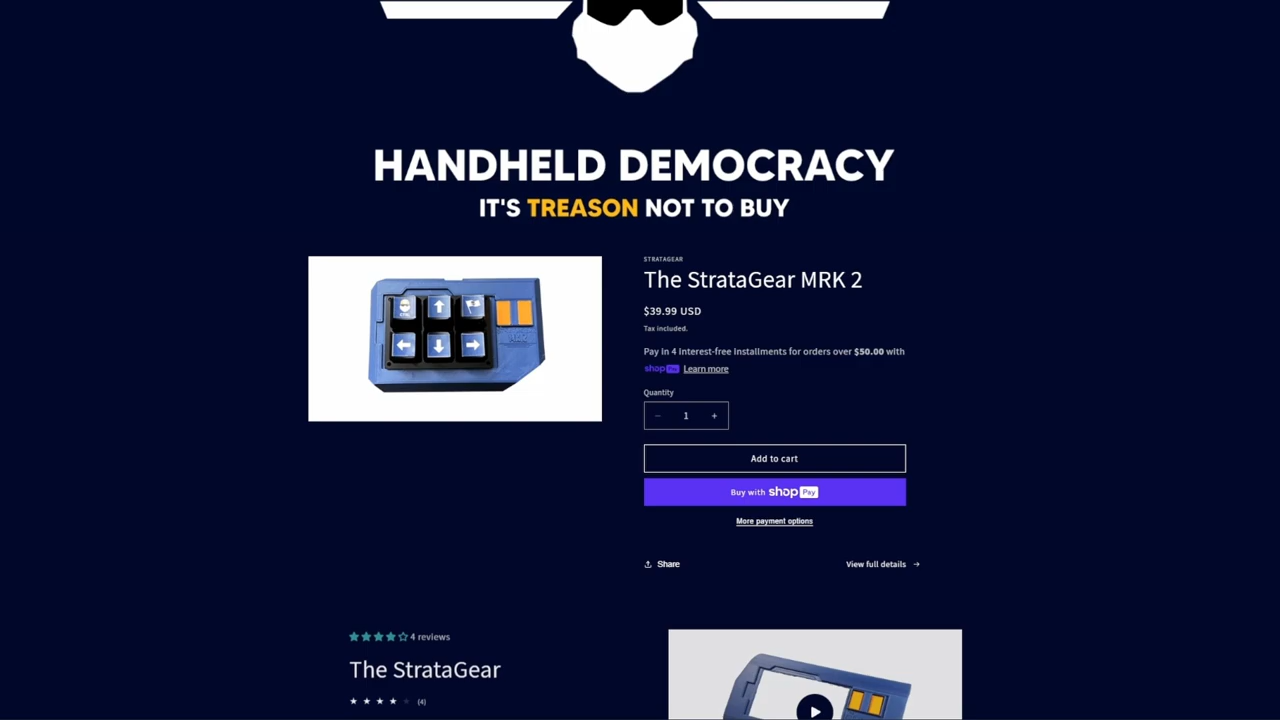 HANDHELD DEMOCRACY
IT'S TREASON NOT TO BUY
STRATAGEAR
The StrataGear MRK 2
$39.99 USD
Tax included.
Pay in 4 interest-free installments for orders over $50.00 with
shop Pay Learn more
Quantity
− 1 +
Add to cart
Buy with shop Pay
More payment options
Share
View full details →
4 reviews
The StrataGear
(4)